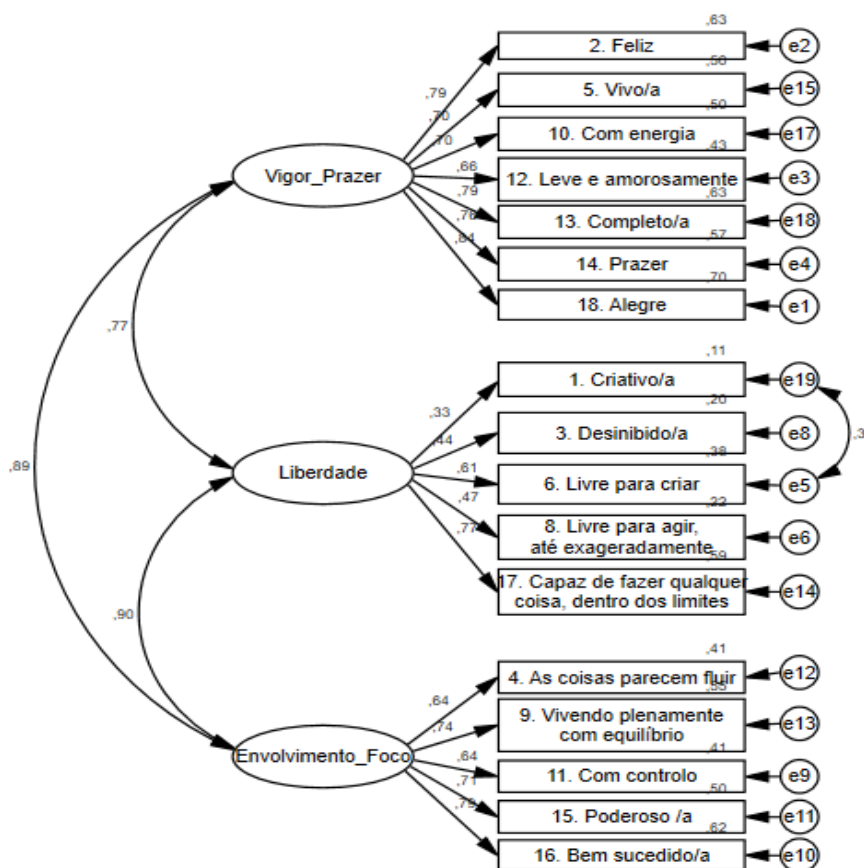 ,63
2. Feliz
e2
,50
,79
5. Vivo/a
e15
,50
,70
10. Com energia
e17
,43
,70
,66
12. Leve e amorosamente
e3
Vigor_Prazer
,63
,79
13. Completo/a
e18
,57
,76
14. Prazer
e4
,70
,84
18. Alegre
e1
,77
,11
1. Criativo/a
e19
,20
,33
3. Desinibido/a
e8
,3
,38
,44
Liberdade
,61
6. Livre para criar
e5
,22
,47
8. Livre para agir,
até exageradamente
e6
,59
,77
17. Capaz de fazer qualquer
coisa, dentro dos limites
e14
,89
,90
,41
4. As coisas parecem fluir
e12
,55
,64
9. Vivendo plenamente
com equilíbrio
e13
,74
,41
Envolvimento_Foco
,64
11. Com controlo
e9
,50
,71
15. Poderoso /a
e11
,62
,79
16. Bem sucedido/a
e10